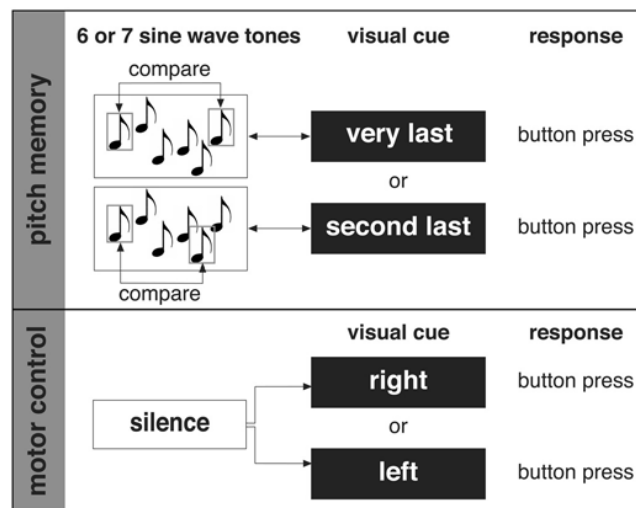 pitch memory
6 or 7 sine wave tones
visual cue
response
compare
very last
button press
or
second last
button press
compare
motor control
visual cue
response
silence
right
button press
or
left
button press